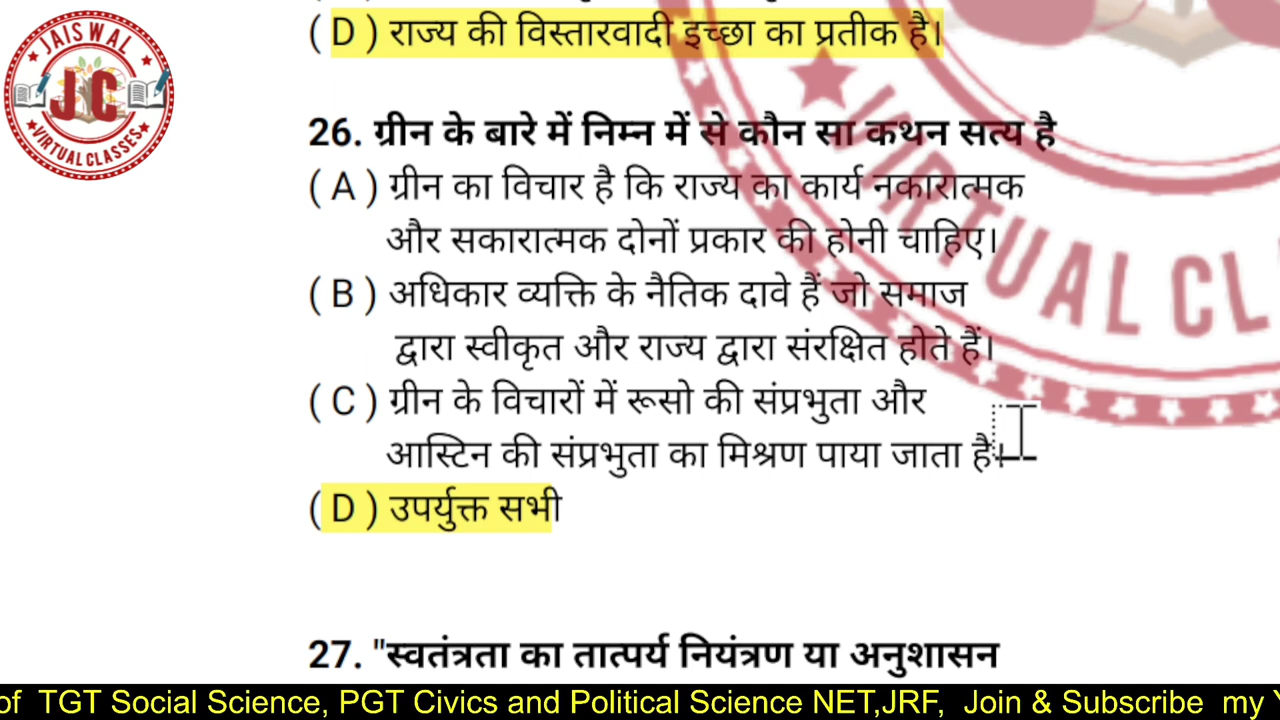 ( D ) राज्य की विस्तारवादी इच्छा का प्रतीक है।
JAISWAL
JC
VIRTUAL CLASSES
26. ग्रीन के बारे में निम्न में से कौन सा कथन सत्य है
( A ) ग्रीन का विचार है कि राज्य का कार्य नकारात्मक
और सकारात्मक दोनों प्रकार की होनी चाहिए।
( B ) अधिकार व्यक्ति के नैतिक दावे हैं जो समाज
द्वारा स्वीकृत और राज्य द्वारा संरक्षित होते हैं।
( C ) ग्रीन के विचारों में रूसो की संप्रभुता और
आस्टिन की संप्रभुता का मिश्रण पाया जाता है।
( D ) उपर्युक्त सभी
VIRTUAL CL
27. "स्वतंत्रता का तात्पर्य नियंत्रण या अनुशासन
of TGT Social Science, PGT Civics and Political Science NET,JRF, Join & Subscribe my